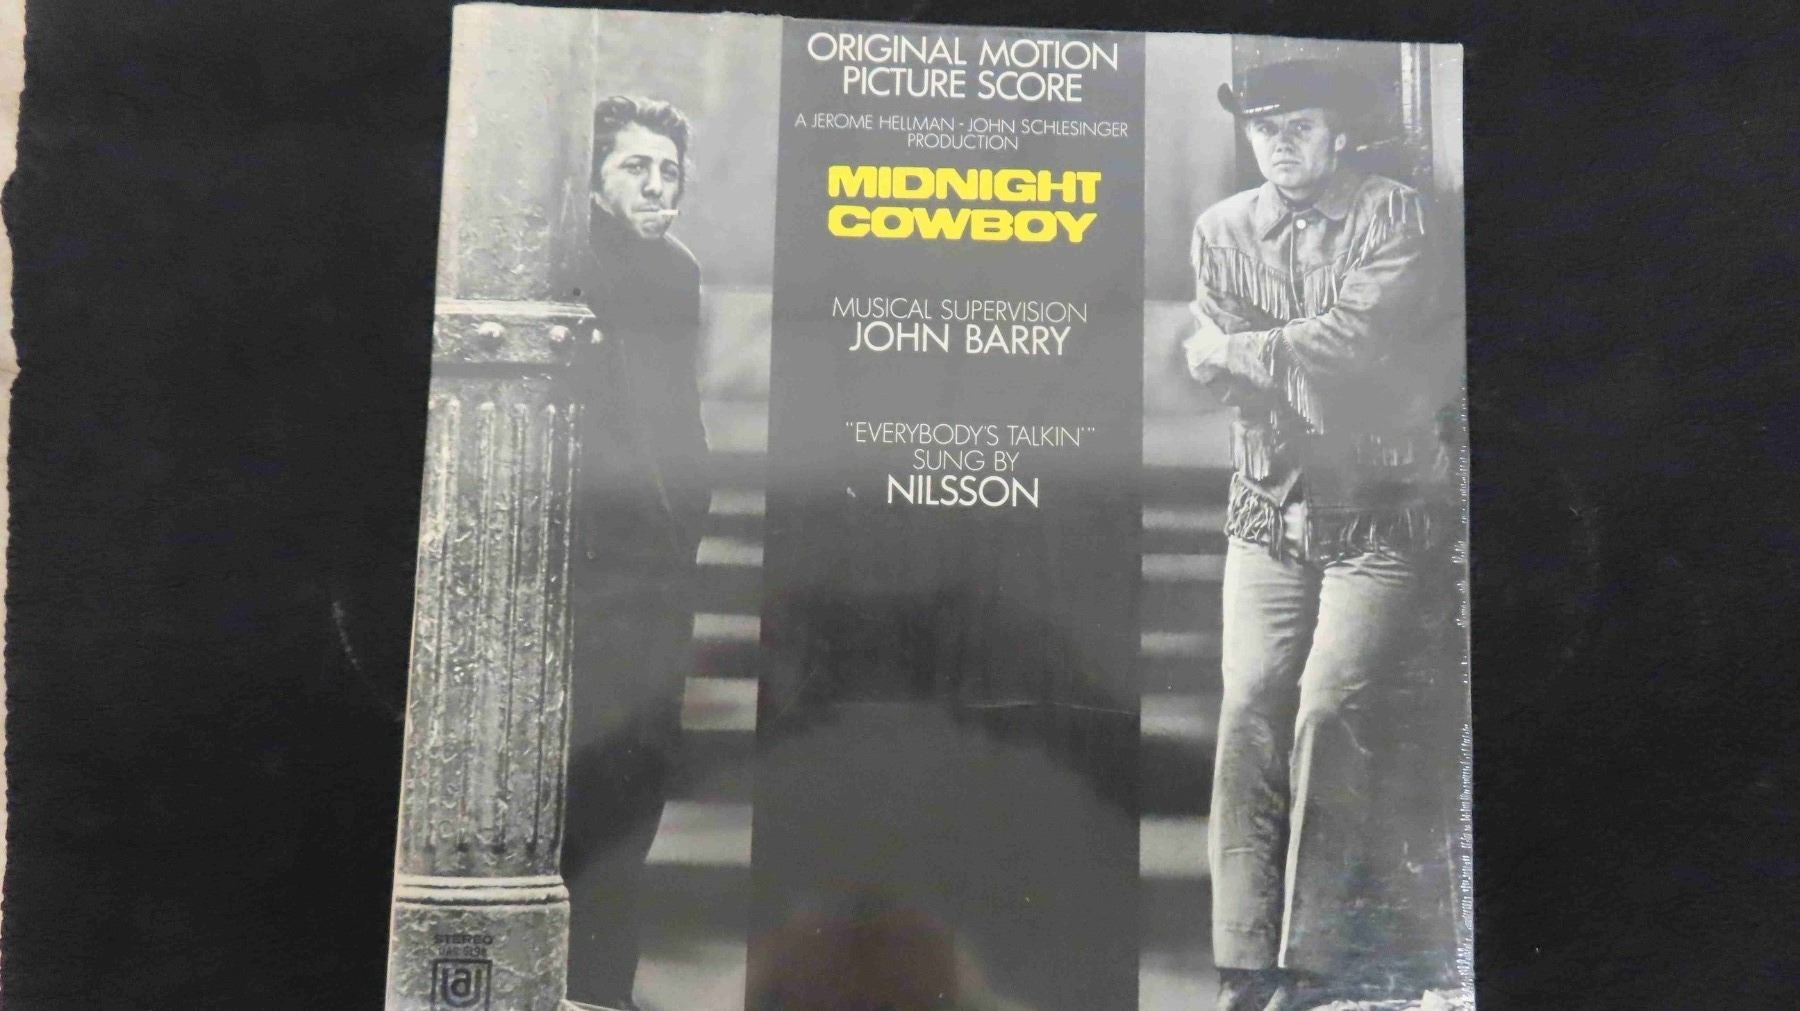 ORIGINAL MOTION
PICTURE SCORE
A JEROME HELLMAN - JOHN SCHLESINGER
PRODUCTION
MIDNIGHT
COWBOY
MUSICAL SUPERVISION
JOHN BARRY
"EVERYBODY'S TALKIN'"
SUNG BY
NILSSON
STEREO
ua